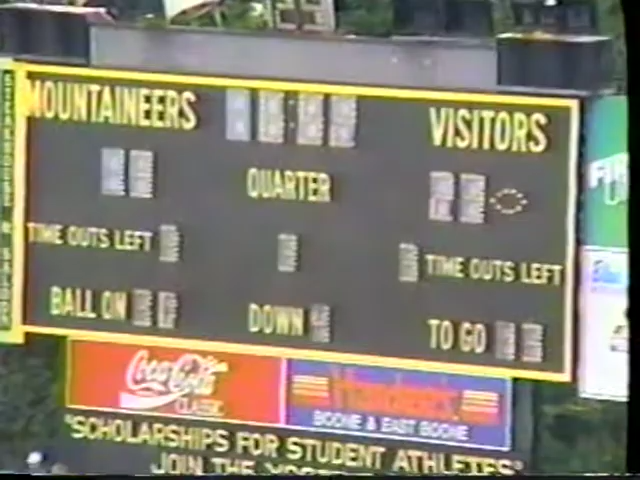 MOUNTAINEERS
VISITORS
QUARTER
TIME OUTS LEFT
TIME OUTS LEFT
BALL ON
DOWN
TO GO
Coca-Cola
CLASSIC
BOONE & EAST BOONE
"SCHOLARSHIPS FOR STUDENT ATHLETES"
JOIN THE